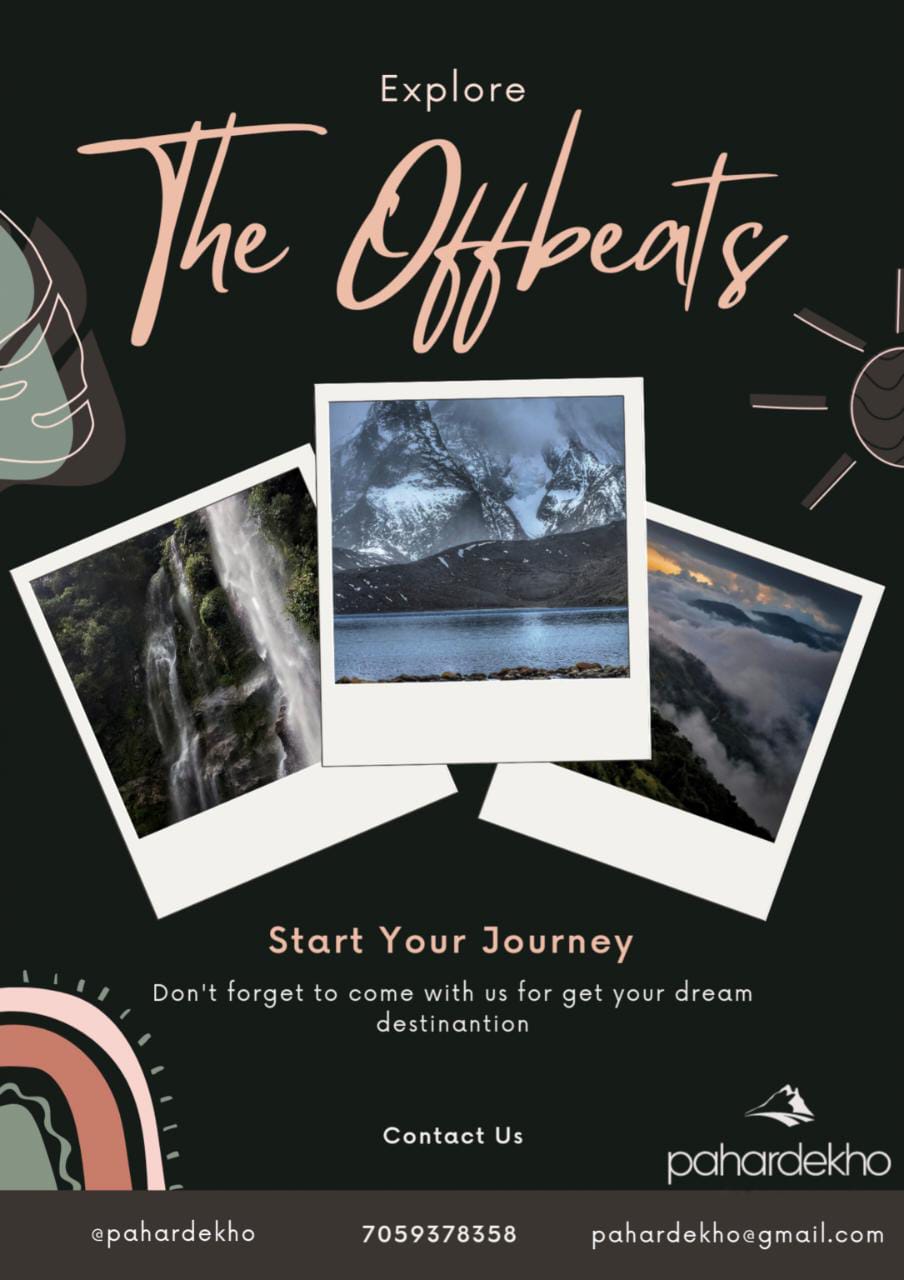 Explore
The Offbeats
Start Your Journey
Don't forget to come with us for get your dream
destinantion
Contact Us
pahardekho
@pahardekho 7059378358 pahardekho@gmail.com